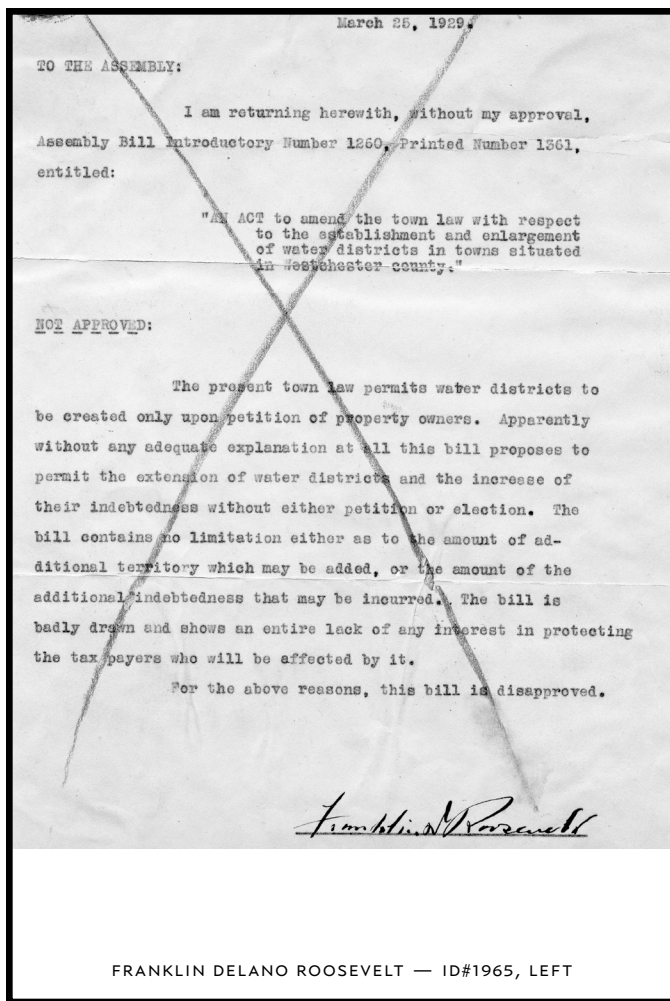 March 25, 1929.
TO THE ASSEMBLY:
I am returning herewith, without my approval,
Assembly Bill Introductory Number 1260, Printed Number 1361,
entitled:
"AN ACT to amend the town law with respect
to the establishment and enlargement
of water districts in towns situated
in Westchester county."
NOT APPROVED:
The present town law permits water districts to
be created only upon petition of property owners. Apparently
without any adequate explanation at all this bill proposes to
permit the extension of water districts and the increase of
their indebtedness without either petition or election. The
bill contains no limitation either as to the amount of ad-
ditional territory which may be added, or the amount of the
additional indebtedness that may be incurred. The bill is
badly drawn and shows an entire lack of any interest in protecting
the tax payers who will be affected by it.
For the above reasons, this bill is disapproved.
Franklin D Roosevelt
FRANKLIN DELANO ROOSEVELT — ID#1965, LEFT